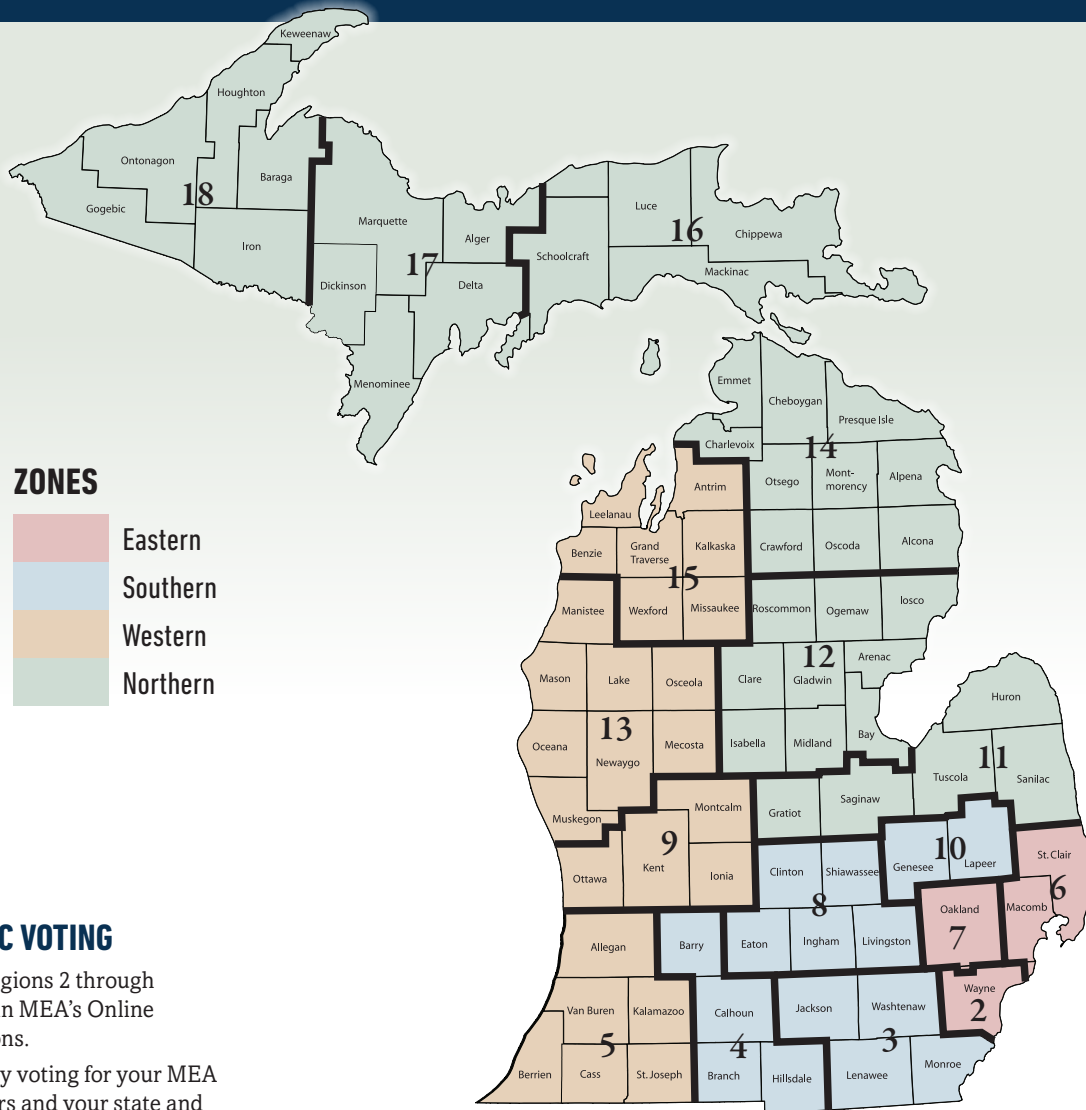 Keweenaw
Houghton
Ontonagon
Baraga
18
Gogebic
Iron
Marquette
Alger
17
Dickinson
Delta
Menominee
Luce
16
Chippewa
Schoolcraft
Mackinac
Emmet
Cheboygan
Presque Isle
Charlevoix
14
Otsego
Mont-
morency
Alpena
Crawford
Oscoda
Alcona
Antrim
Leelanau
Benzie
Grand
Traverse
Kalkaska
15
Manistee
Wexford
Missaukee
Roscommon
Ogemaw
Iosco
12
Arenac
Clare
Gladwin
Isabella
Midland
Bay
Mason
Lake
Osceola
13
Oceana
Newaygo
Mecosta
Muskegon
Montcalm
9
Ottawa
Kent
Ionia
Huron
11
Tuscola
Sanilac
Gratiot
Saginaw
10
Genesee
Lapeer
St. Clair
6
Macomb
Oakland
7
Clinton
Shiawassee
8
Eaton
Ingham
Livingston
Allegan
Barry
Van Buren
Kalamazoo
5
Berrien
Cass
St. Joseph
Calhoun
4
Branch
Hillsdale
Jackson
Washtenaw
3
Lenawee
Monroe
Wayne
2
ZONES
Eastern
Southern
Western
Northern
C VOTING
gions 2 through
n MEA’s Online
ons.
y voting for your MEA
rs and your state and